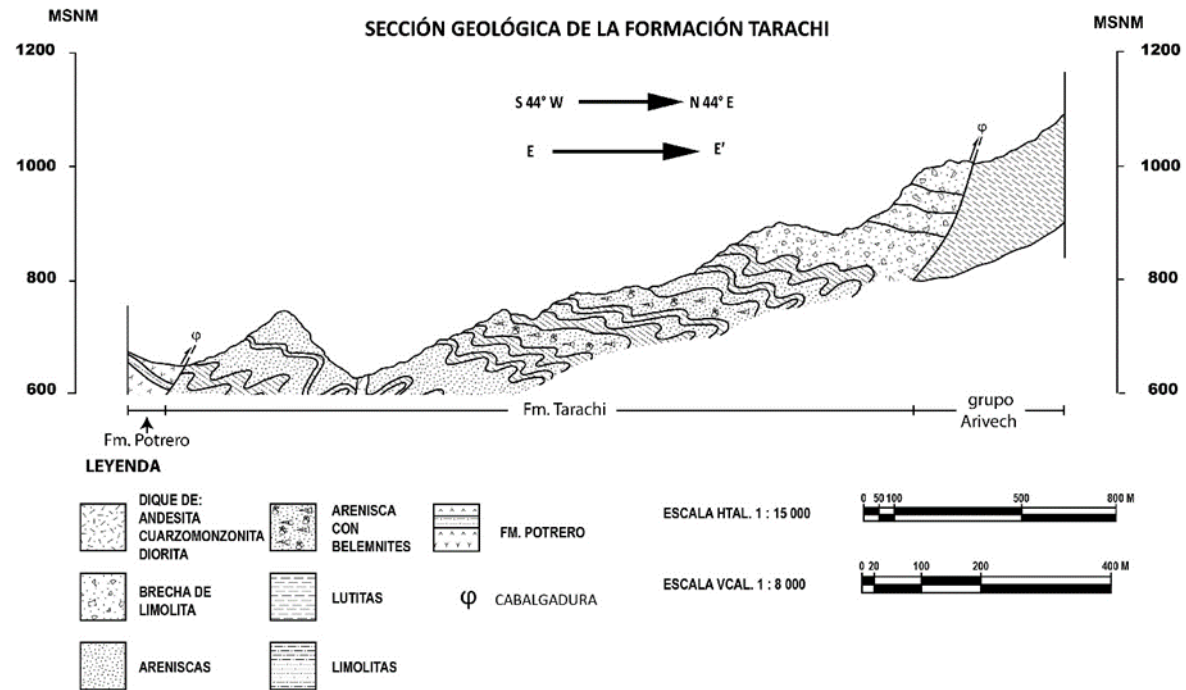 MSNM
MSNM
SECCIÓN GEOLÓGICA DE LA FORMACIÓN TARACHI
1200
1200
S 44° W
N 44° E
E
E'
φ
1000
1000
800
800
φ
600
600
Fm. Tarachi
grupo
Arivech
Fm. Potrero
LEYENDA
DIQUE DE:
ANDESITA
CUARZOMONZONITA
DIORITA
ARENISCA
CON
BELEMNITES
FM. POTRERO
BRECHA DE
LIMOLITA
LUTITAS
φ CABALGADURA
ARENISCAS
LIMOLITAS
ESCALA HTAL. 1 : 15 000
0 50 100 500 800 M
ESCALA VCAL. 1 : 8 000
0 20 100 200 400 M